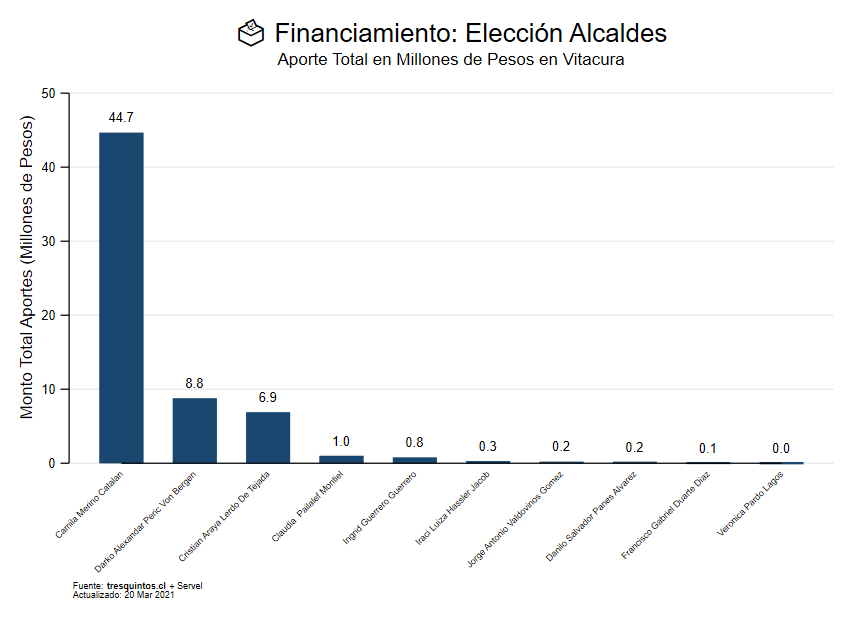 Financiamiento: Elección Alcaldes
Aporte Total en Millones de Pesos en Vitacura
Monto Total Aportes (Millones de Pesos)
50
40
30
20
10
0
44.7
8.8
6.9
1.0
0.8
0.3
0.2
0.2
0.1
0.0
Camila Merino Catalan
Darko Alexandar Peric Von Bergen
Cristian Araya Lerdo De Tejada
Claudia Pailalef Montiel
Ingrid Guerrero Guerrero
Iraci Luiza Hassler Jacob
Jorge Antonio Valdovinos Gomez
Danilo Salvador Panes Alvarez
Francisco Gabriel Duarte Diaz
Veronica Pardo Lagos
Fuente: tresquintos.cl + Servel
Actualizado: 20 Mar 2021